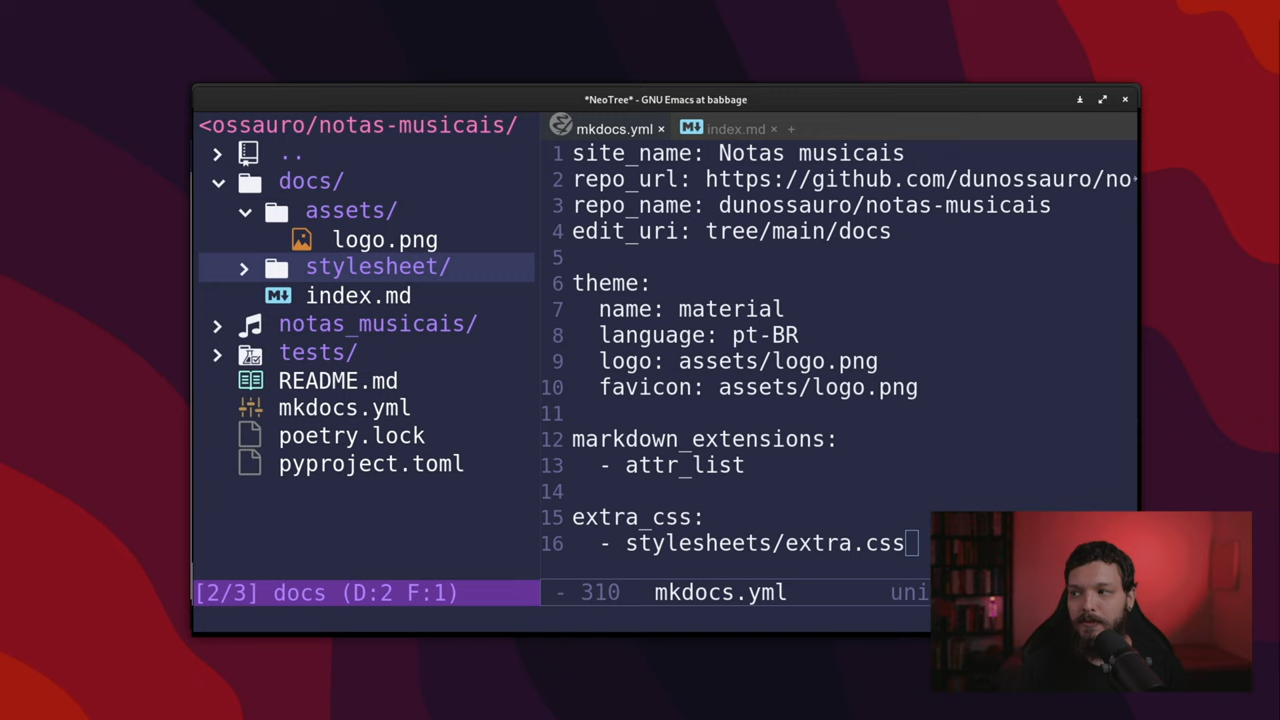 *NeoTree* - GNU Emacs at babbage
<ossauro/notas-musicais/
..
docs/
assets/
logo.png
stylesheet/
index.md
notas_musicais/
tests/
README.md
mkdocs.yml
poetry.lock
pyproject.toml
[2/3] docs (D:2 F:1)
mkdocs.yml × index.md × +
1 site_name: Notas musicais
2 repo_url: https://github.com/dunossauro/no
3 repo_name: dunossauro/notas-musicais
4 edit_uri: tree/main/docs
5
6 theme:
7   name: material
8   language: pt-BR
9   logo: assets/logo.png
10   favicon: assets/logo.png
11
12 markdown_extensions:
13   - attr_list
14
15 extra_css:
16   - stylesheets/extra.css
- 310 mkdocs.yml uni